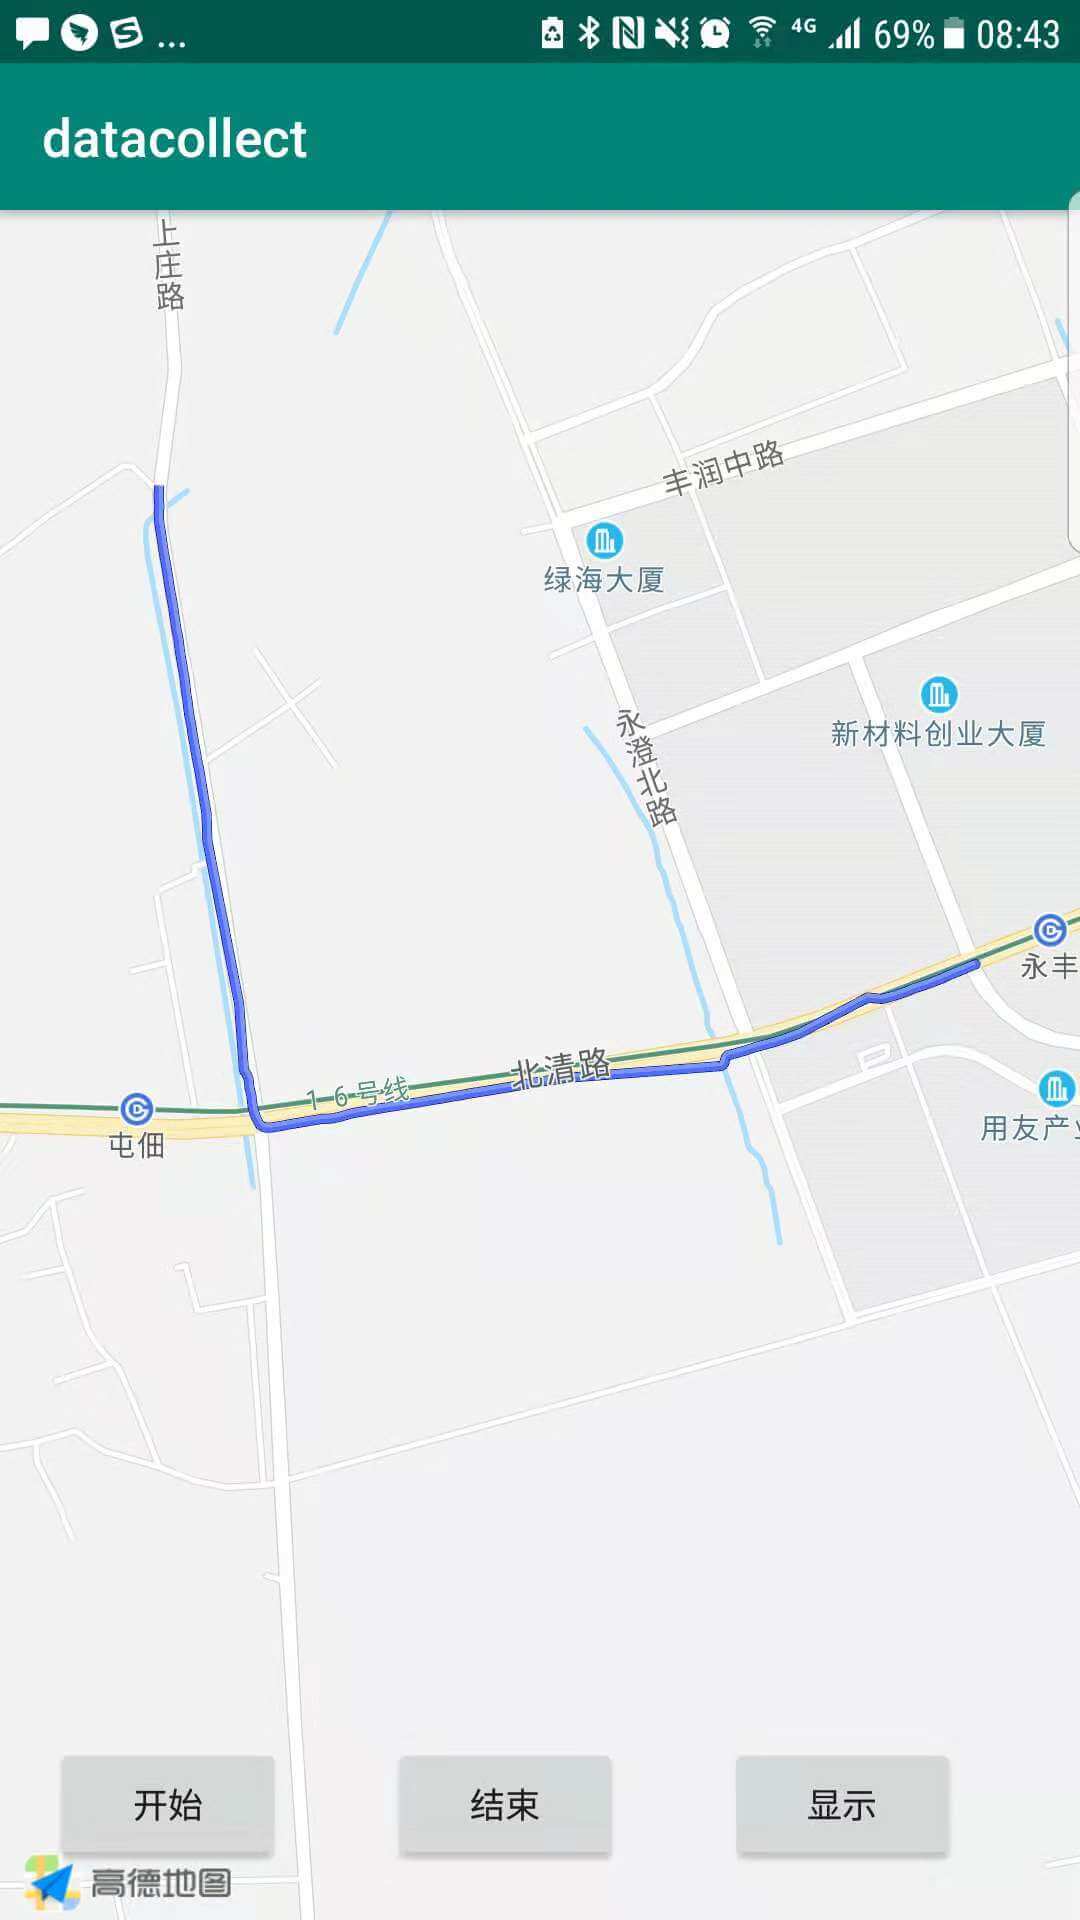 ... 4G 69% 08:43
datacollect
上庄路
丰润中路
绿海大厦
新材料创业大厦
永澄北路
永丰
北清路
16号线
屯佃
用友产
开始
结束
显示
高德地图